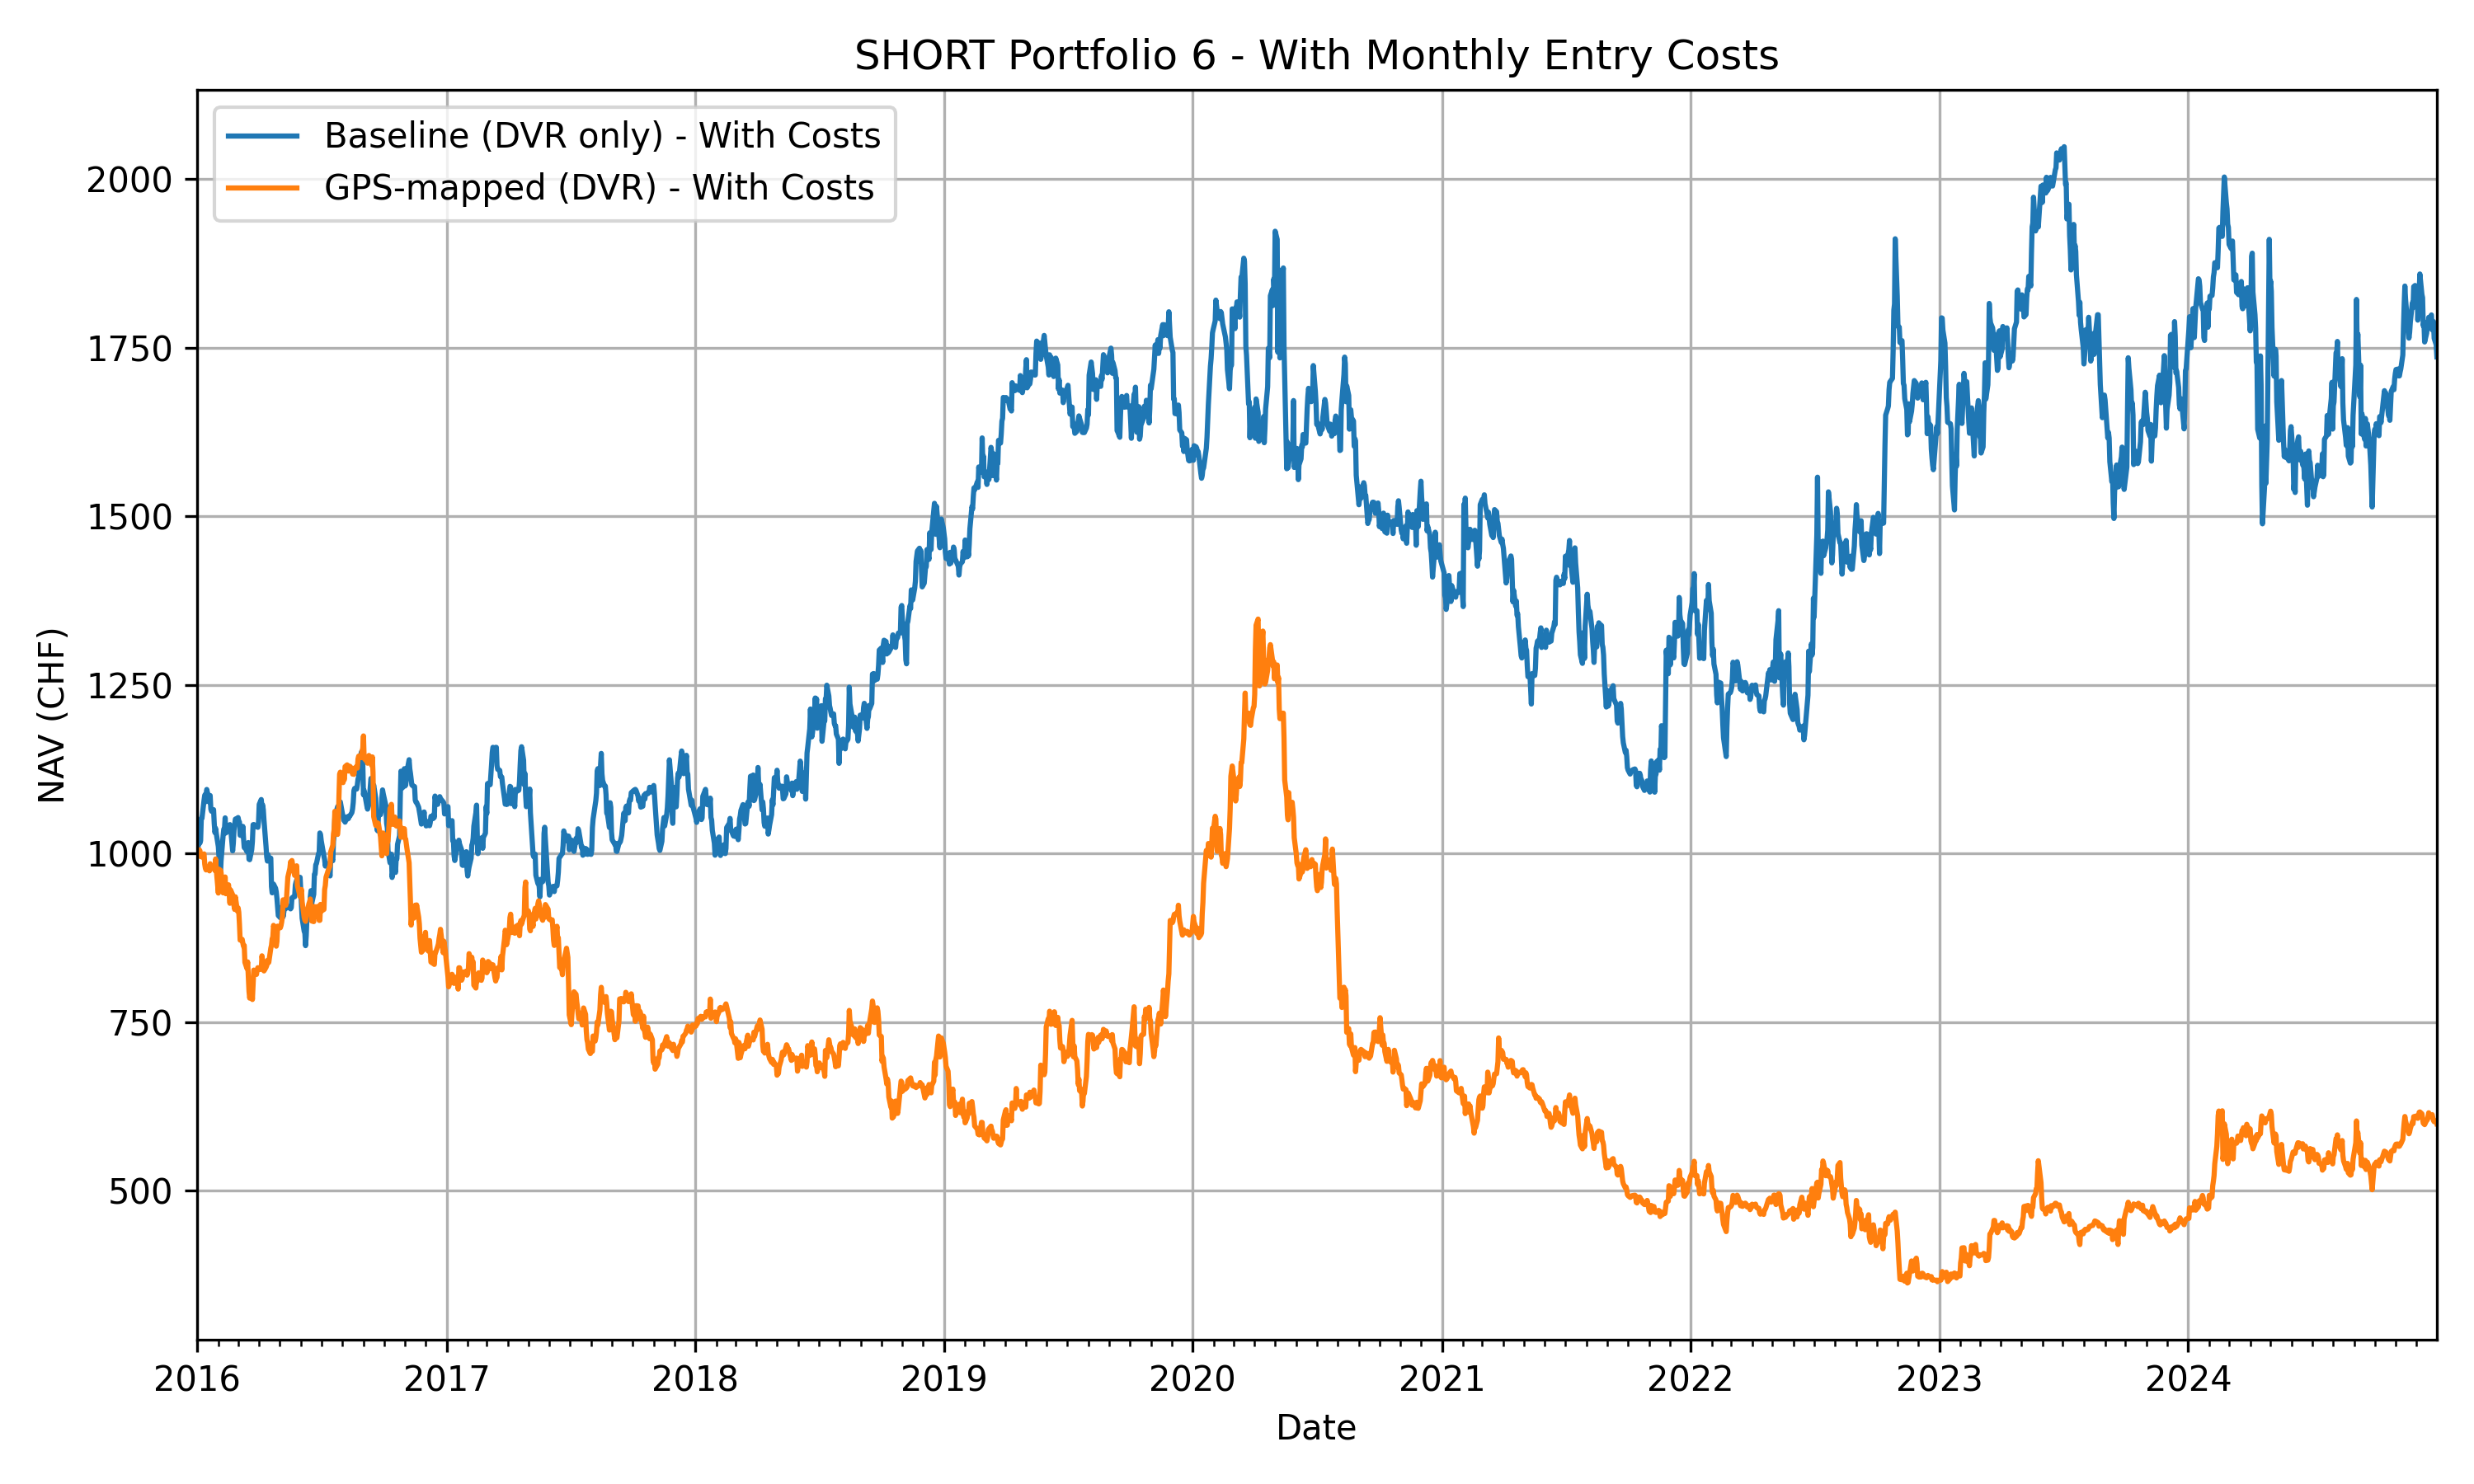 SHORT Portfolio 6 - With Monthly Entry Costs
Baseline (DVR only) - With Costs
GPS-mapped (DVR) - With Costs
2000
1750
1500
1250
1000
750
500
NAV (CHF)
2016 2017 2018 2019 2020 2021 2022 2023 2024
Date